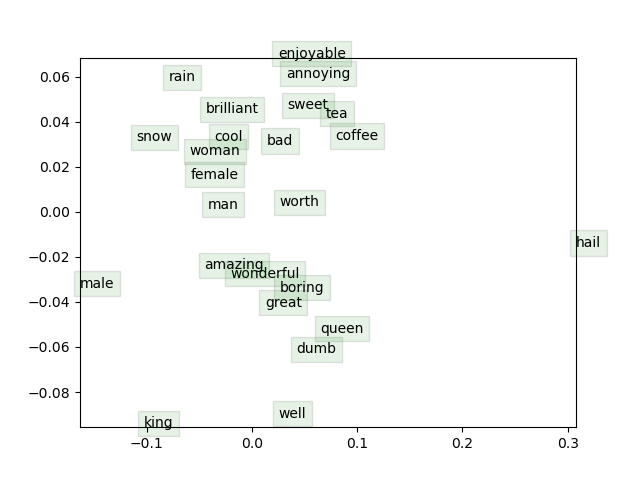 enjoyable
annoying
rain
0.06
sweet
brilliant
tea
0.04
snow
cool
coffee
bad
woman
0.02
female
man
worth
0.00
hail
−0.02
amazing
wonderful
male
boring
−0.04
great
queen
dumb
−0.06
−0.08
well
king
−0.1 0.0 0.1 0.2 0.3